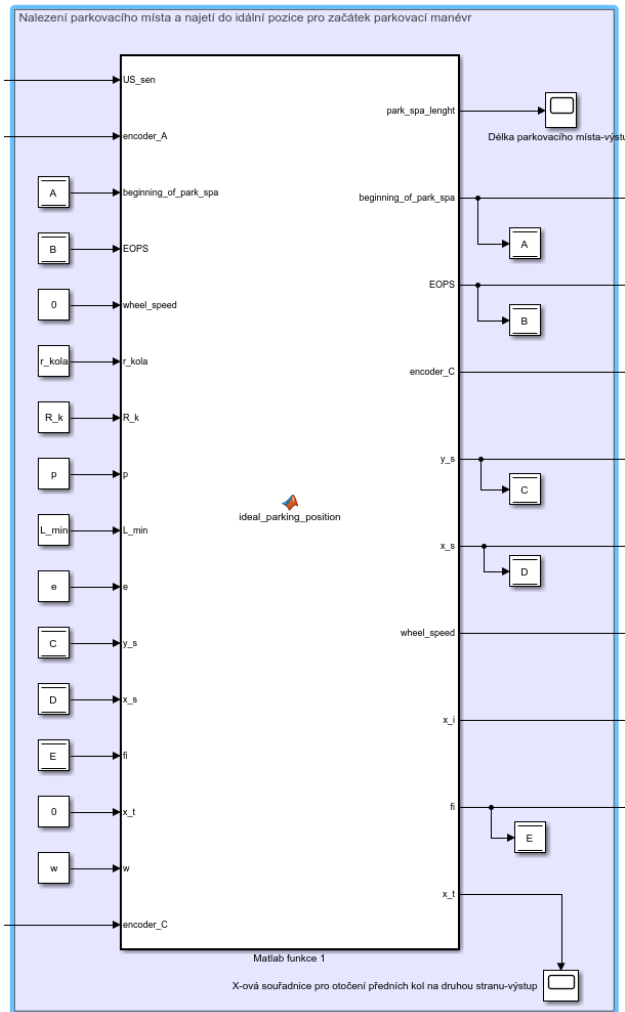 Nalezení parkovacího místa a najetí do idální pozice pro začátek parkovací manévr
US_sen
encoder_A
A
beginning_of_park_spa
B
EOPS
0
wheel_speed
r_kola
r_kola
R_k
R_k
p
p
L_min
L_min
e
e
C
y_s
D
x_s
E
fi
0
x_t
w
w
encoder_C
ideal_parking_position
park_spa_lenght
Délka parkovacího místa-výstu
beginning_of_park_spa
A
EOPS
B
encoder_C
y_s
C
x_s
D
wheel_speed
x_i
fi
E
x_t
Matlab funkce 1
X-ová souřadnice pro otočení předních kol na druhou stranu-výstup